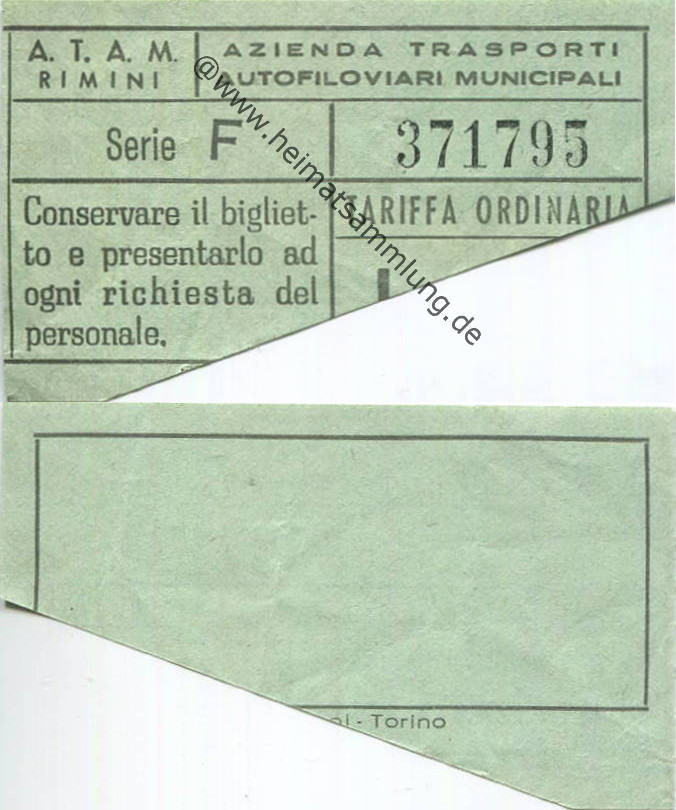 A. T. A. M.
RIMINI
AZIENDA TRASPORTI
AUTOFILOVIARI MUNICIPALI
Serie F
371795
Conservare il bigliet-
to e presentarlo ad
ogni richiesta del
personale.
TARIFFA ORDINARIA
L
@www.heimatsammlung.de
- Torino